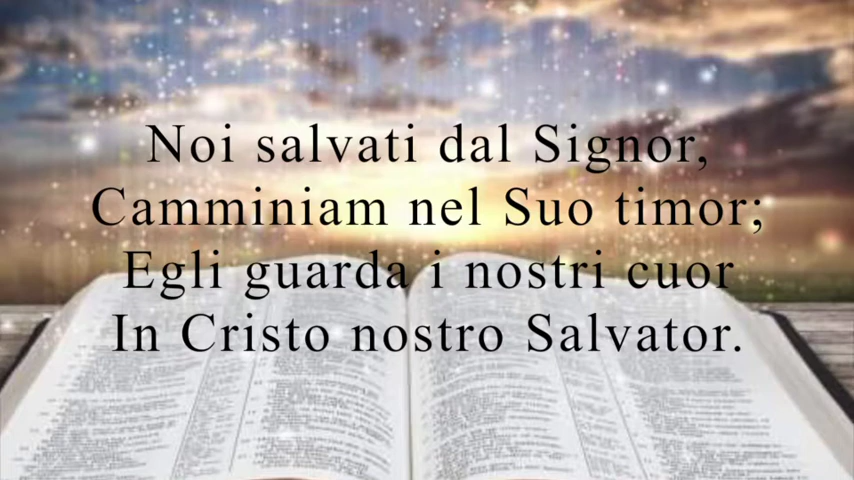 Noi salvati dal Signor,
Camminiam nel Suo timor;
Egli guarda i nostri cuor
In Cristo nostro Salvator.